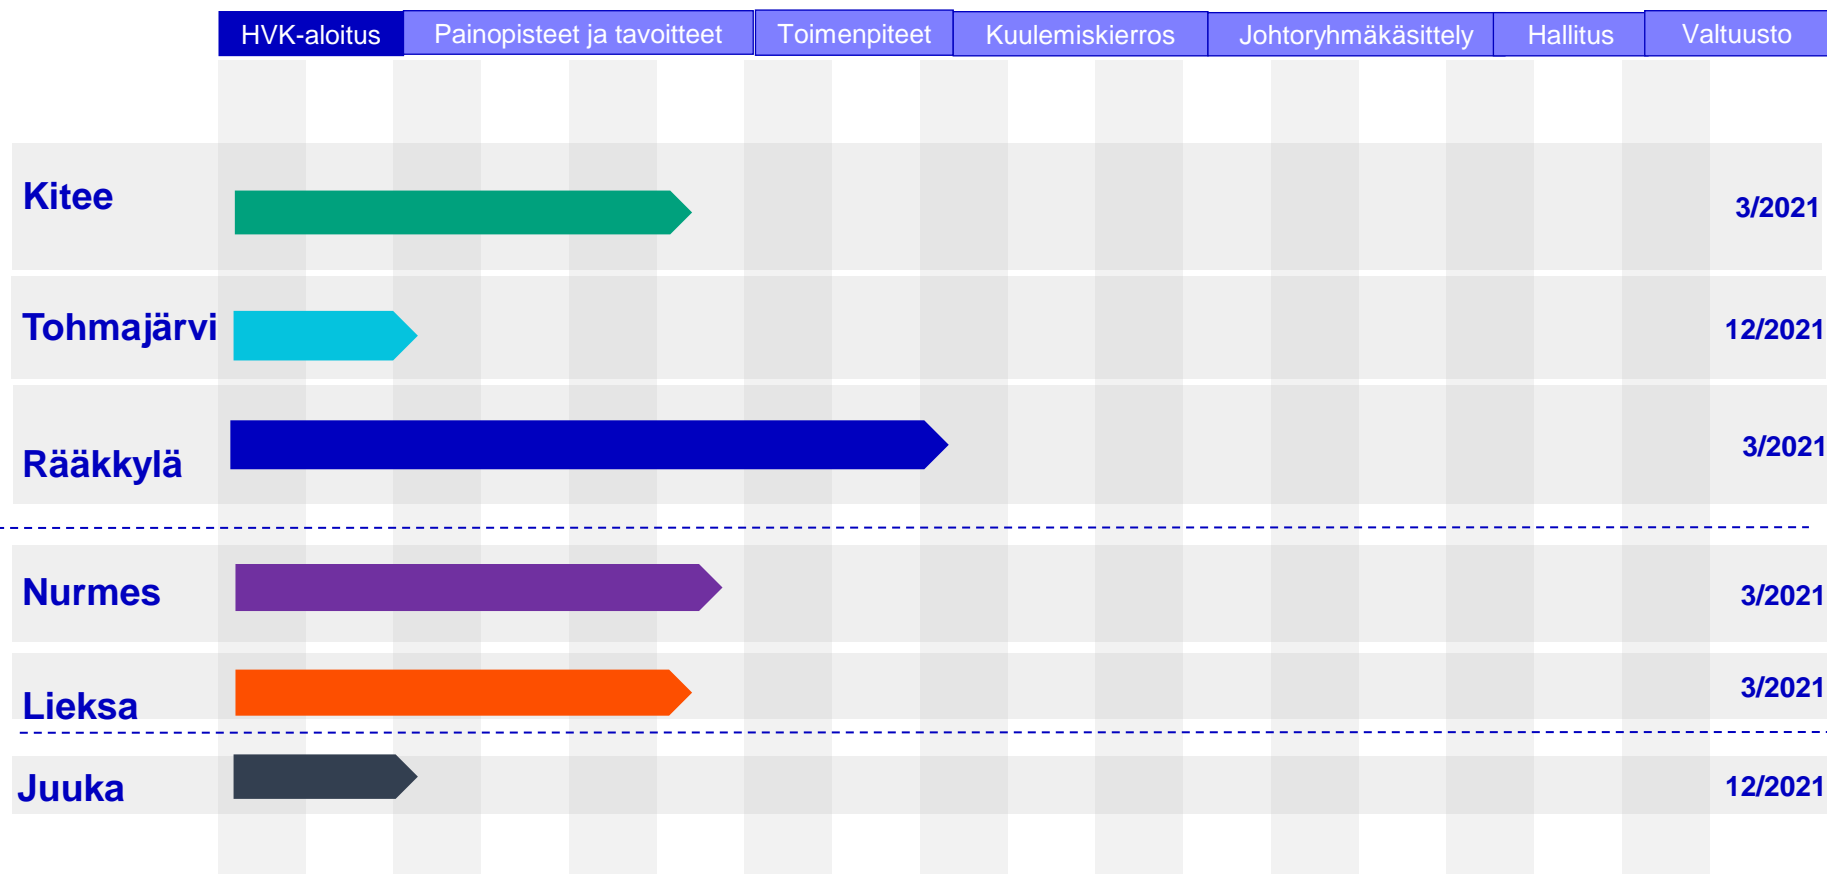 HVK-aloitus Painopisteet ja tavoitteet Toimenpiteet Kuulemiskierros Johtoryhmäkäsittely Hallitus Valtuusto
Kitee 3/2021
Tohmajärvi 12/2021
Rääkkylä 3/2021
Nurmes 3/2021
Lieksa 3/2021
Juuka 12/2021